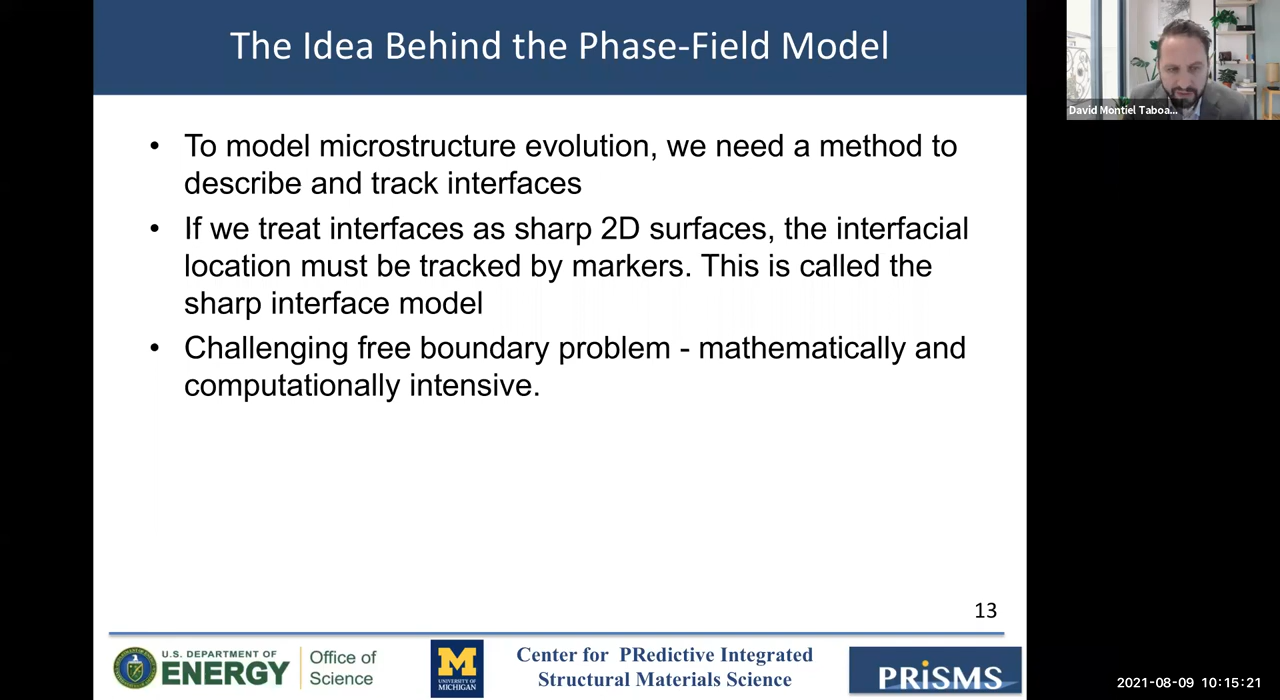 The Idea Behind the Phase-Field Model
David Montiel Taboa...
• To model microstructure evolution, we need a method to
describe and track interfaces
• If we treat interfaces as sharp 2D surfaces, the interfacial
location must be tracked by markers. This is called the
sharp interface model
• Challenging free boundary problem - mathematically and
computationally intensive.
13
U.S. DEPARTMENT OF
ENERGY
Office of
Science
M
UNIVERSITY OF
MICHIGAN
Center for PRedictive Integrated
Structural Materials Science
PRiSMS
2021-08-09 10:15:21